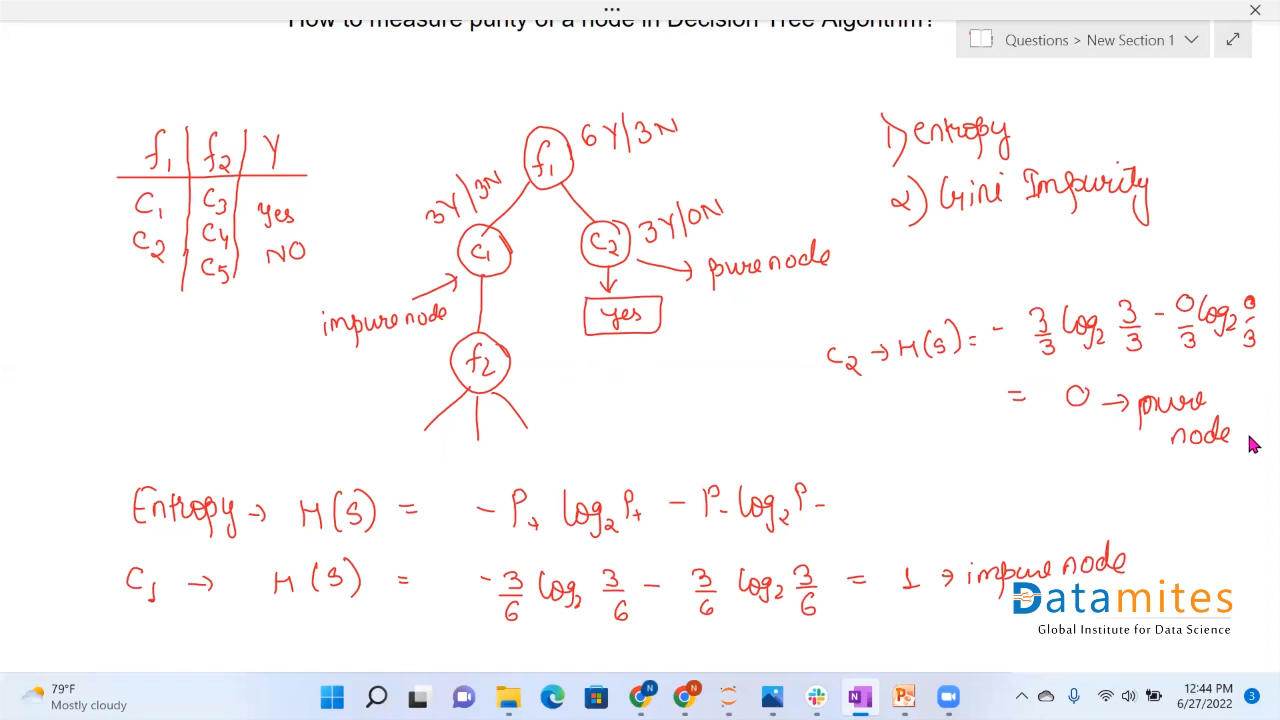 How to measure purity of a node in Decision Tree Algorithm?
Questions > New Section 1
f1 f2 Y
C1 C3 Yes
C2 C4 NO
C5
f1 6Y/3N
3Y/3N
C1
C2 3Y/0N
pure node
impure node
Yes
f2
1) entropy
2) Gini Impurity
C2 → H(S) = - 3/3 log2 3/3 - 0/3 log2 0/3
= 0 → pure
node
Entropy → H(S) = - P+ log2 P+ - P- log2 P-
C1 → H(S) = - 3/6 log2 3/6 - 3/6 log2 3/6 = 1 → impure node
Datamites
Global Institute for Data Science
79°F
Mostly cloudy
12:44 PM
6/27/2022
3